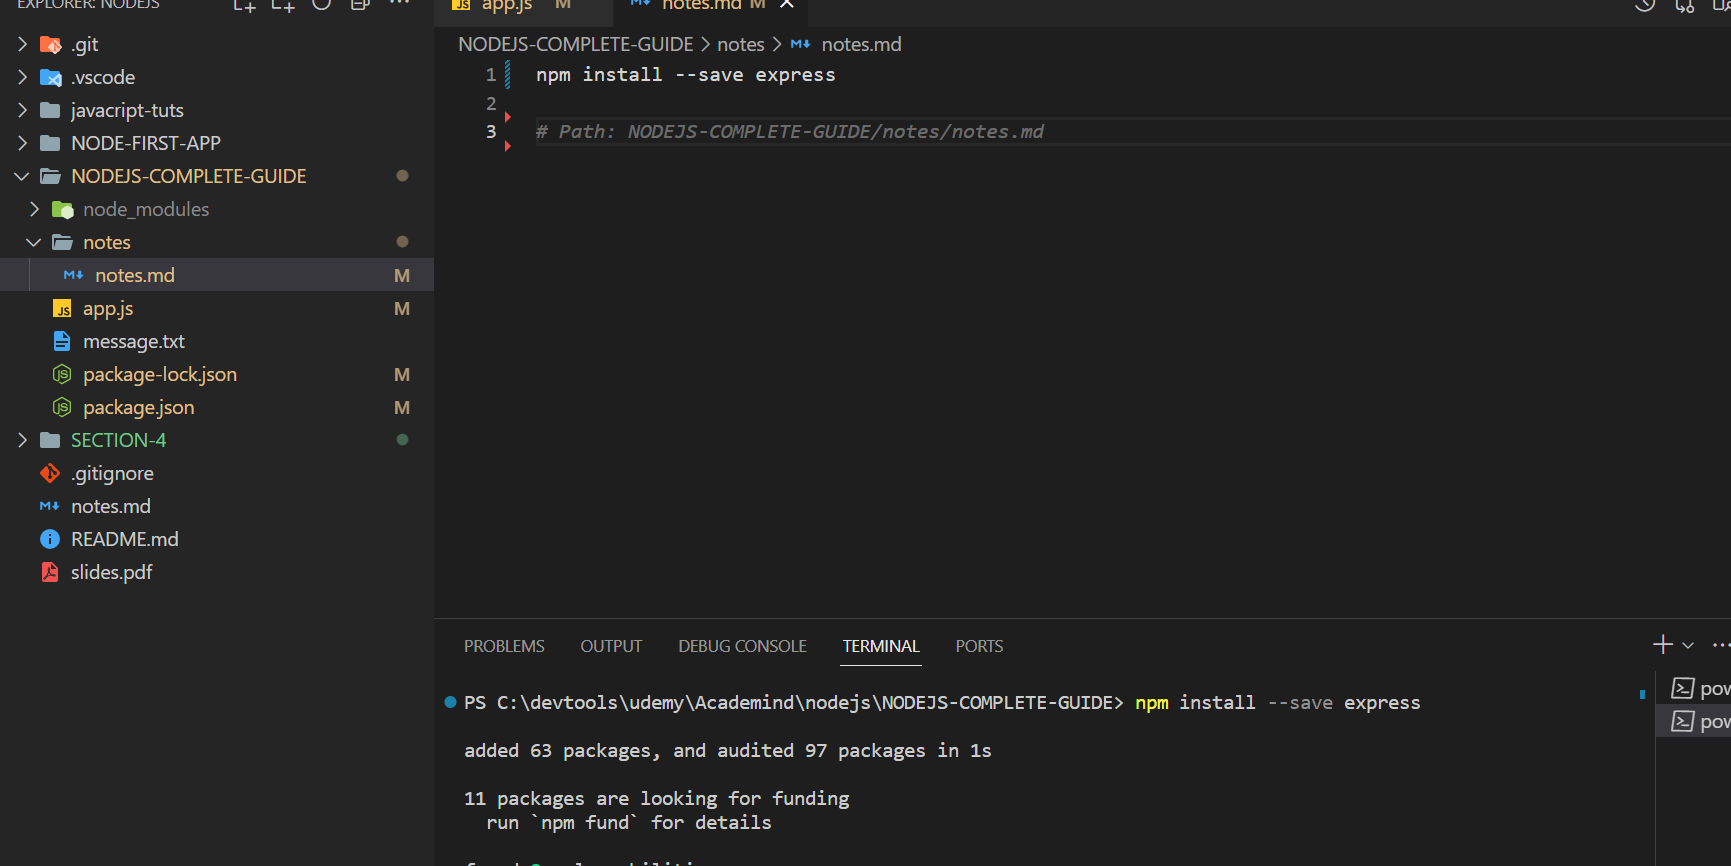 EXPLORER: NODEJS
.git
.vscode
javacript-tuts
NODE-FIRST-APP
NODEJS-COMPLETE-GUIDE
node_modules
notes
notes.md M
app.js M
message.txt
package-lock.json M
package.json M
SECTION-4
.gitignore
notes.md
README.md
slides.pdf
app.js M
notes.md M
NODEJS-COMPLETE-GUIDE > notes > notes.md
1 npm install --save express
2
3 # Path: NODEJS-COMPLETE-GUIDE/notes/notes.md
PROBLEMS OUTPUT DEBUG CONSOLE TERMINAL PORTS
PS C:\devtools\udemy\Academind\nodejs\NODEJS-COMPLETE-GUIDE> npm install --save express
added 63 packages, and audited 97 packages in 1s
11 packages are looking for funding
run `npm fund` for details
pow
pow